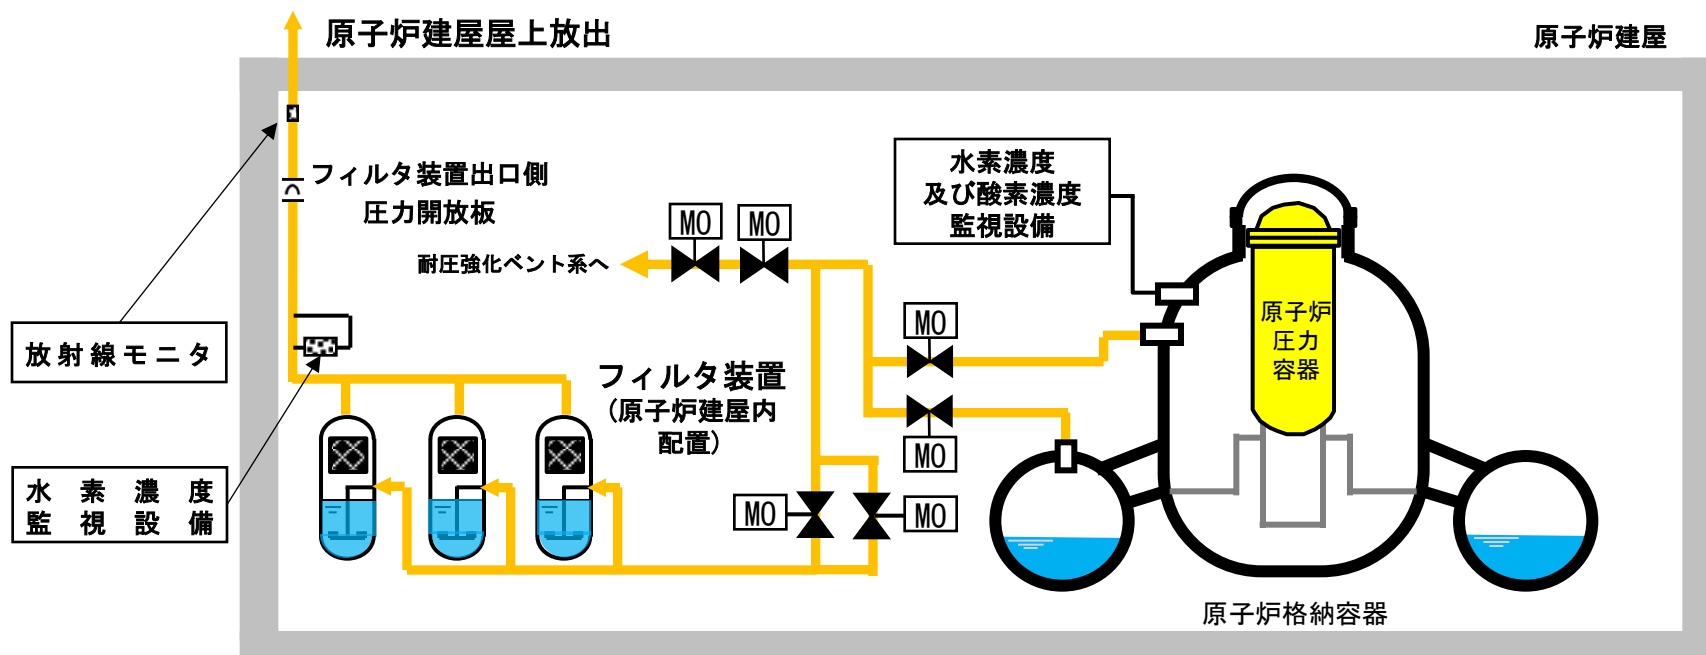 原子炉建屋屋上放出
原子炉建屋
フィルタ装置出口側
圧力開放板
水素濃度
及び酸素濃度
監視設備
MO
MO
耐圧強化ベント系へ
原子炉
圧力
容器
MO
放射線モニタ
フィルタ装置
（原子炉建屋内
配置）
MO
水素濃度
監視設備
MO
MO
原子炉格納容器